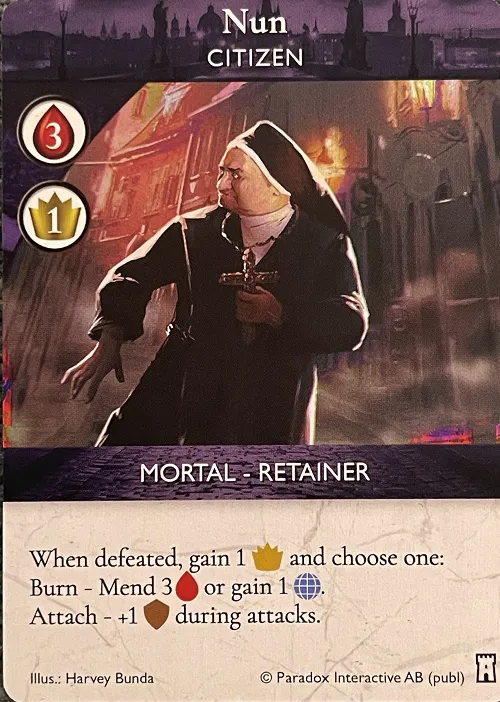 Nun
CITIZEN
3
1
MORTAL - RETAINER
When defeated, gain 1 and choose one:
Burn - Mend 3 or gain 1.
Attach - +1 during attacks.
Illus.: Harvey Bunda © Paradox Interactive AB (publ)